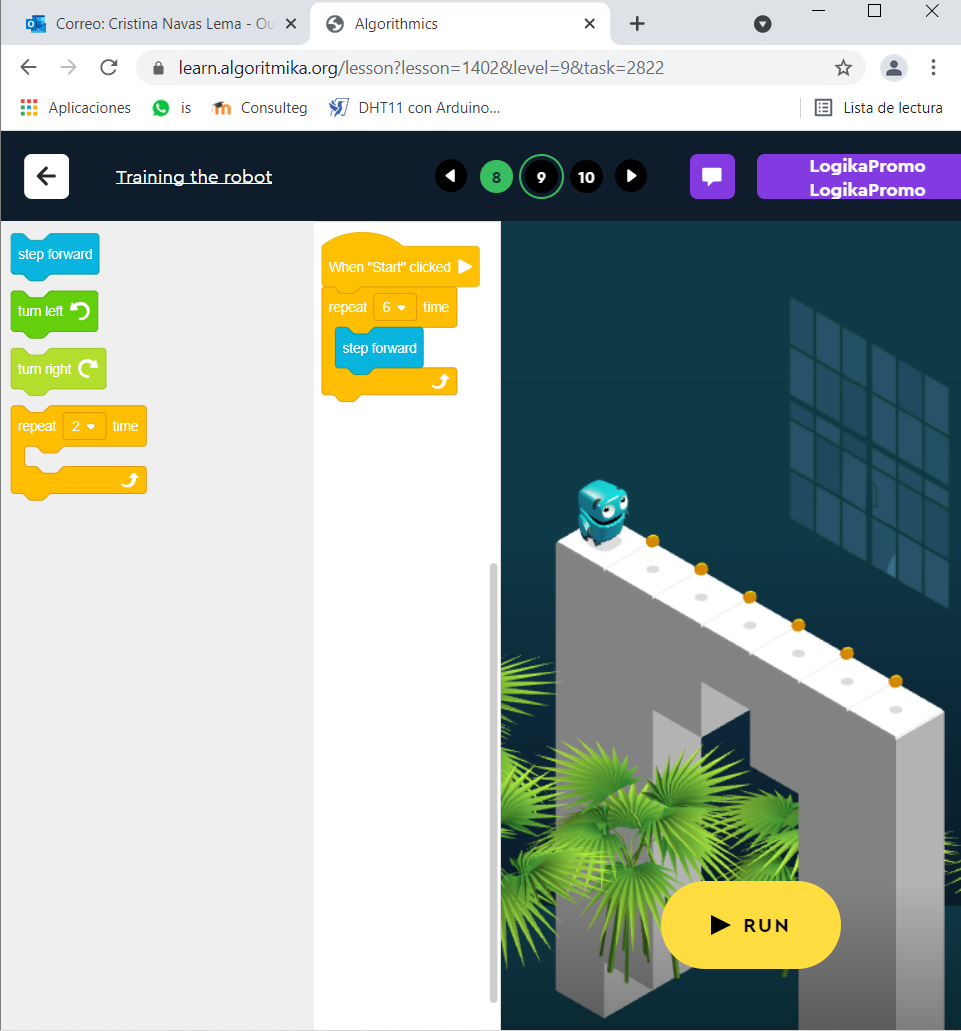 Correo: Cristina Navas Lema - Ou
Algorithmics
learn.algoritmika.org/lesson?lesson=1402&level=9&task=2822
Aplicaciones
is
Consulteg
DHT11 con Arduino...
Lista de lectura
Training the robot
8
9
10
LogikaPromo
LogikaPromo
step forward
turn left
turn right
repeat 2 time
When "Start" clicked
repeat 6 time
step forward
RUN